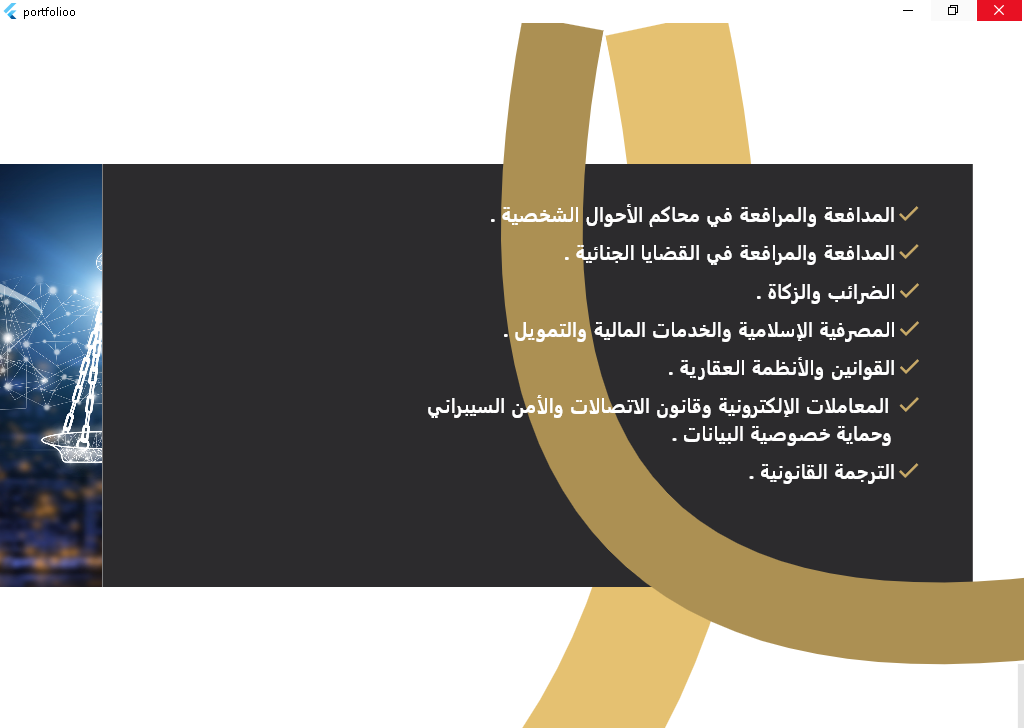 portfolioo
المدافعة والمرافعة في محاكم الأحوال الشخصية .
المدافعة والمرافعة في القضايا الجنائية .
الضرائب والزكاة .
المصرفية الإسلامية والخدمات المالية والتمويل .
القوانين والأنظمة العقارية .
المعاملات الإلكترونية وقانون الاتصالات والأمن السيبراني
وحماية خصوصية البيانات .
الترجمة القانونية .